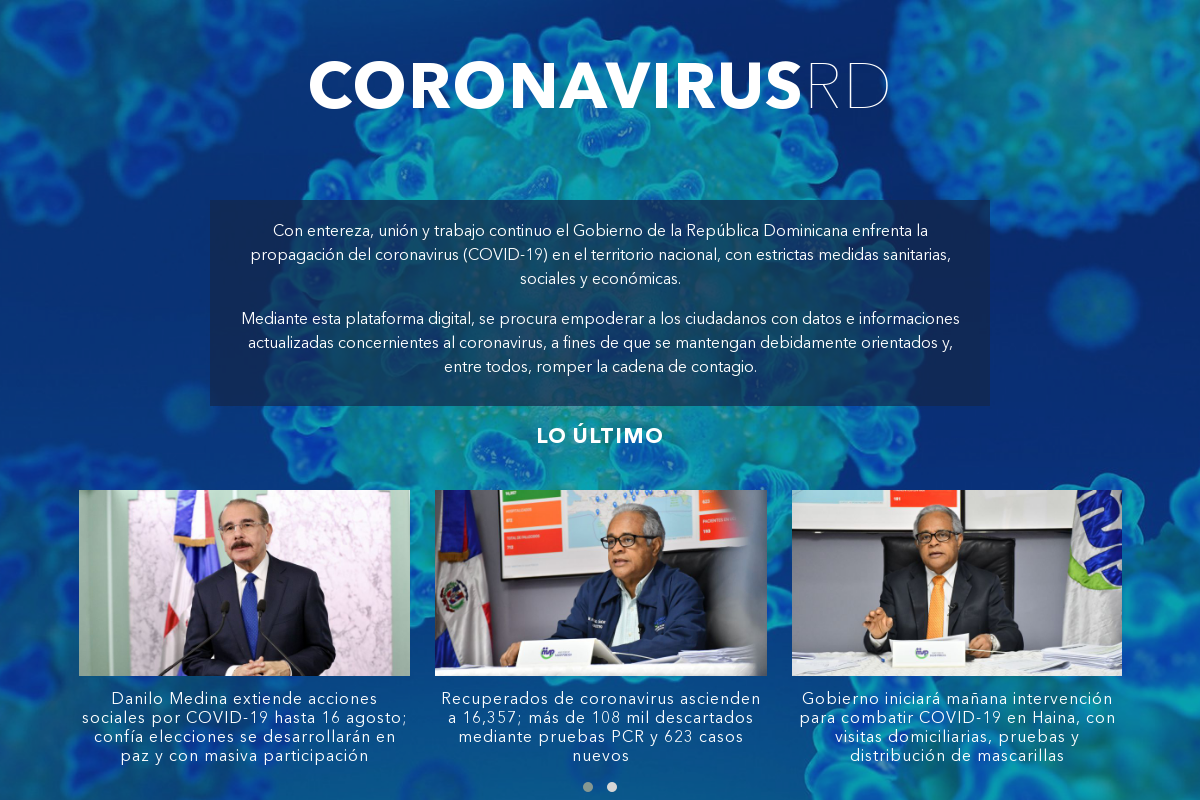 CORONAVIRUSRD
Con entereza, unión y trabajo continuo el Gobierno de la República Dominicana enfrenta la
propagación del coronavirus (COVID-19) en el territorio nacional, con estrictas medidas sanitarias,
sociales y económicas.
Mediante esta plataforma digital, se procura empoderar a los ciudadanos con datos e informaciones
actualizadas concernientes al coronavirus, a fines de que se mantengan debidamente orientados y,
entre todos, romper la cadena de contagio.
LO ÚLTIMO
Danilo Medina extiende acciones
sociales por COVID-19 hasta 16 agosto;
confía elecciones se desarrollarán en
paz y con masiva participación
Recuperados de coronavirus ascienden
a 16,357; más de 108 mil descartados
mediante pruebas PCR y 623 casos
nuevos
Gobierno iniciará mañana intervención
para combatir COVID-19 en Haina, con
visitas domiciliarias, pruebas y
distribución de mascarillas